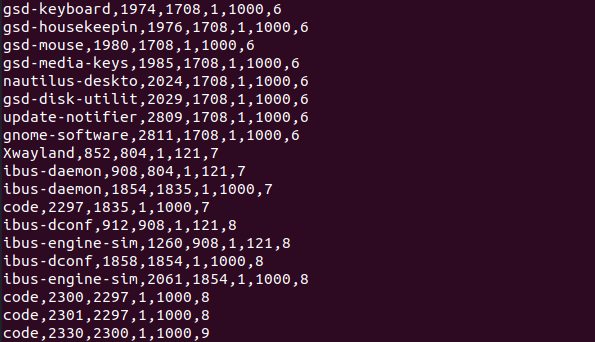 gsd-keyboard,1974,1708,1,1000,6
gsd-housekeepin,1976,1708,1,1000,6
gsd-mouse,1980,1708,1,1000,6
gsd-media-keys,1985,1708,1,1000,6
nautilus-deskto,2024,1708,1,1000,6
gsd-disk-utilit,2029,1708,1,1000,6
update-notifier,2809,1708,1,1000,6
gnome-software,2811,1708,1,1000,6
Xwayland,852,804,1,121,7
ibus-daemon,908,804,1,121,7
ibus-daemon,1854,1835,1,1000,7
code,2297,1835,1,1000,7
ibus-dconf,912,908,1,121,8
ibus-engine-sim,1260,908,1,121,8
ibus-dconf,1858,1854,1,1000,8
ibus-engine-sim,2061,1854,1,1000,8
code,2300,2297,1,1000,8
code,2301,2297,1,1000,8
code,2330,2300,1,1000,9